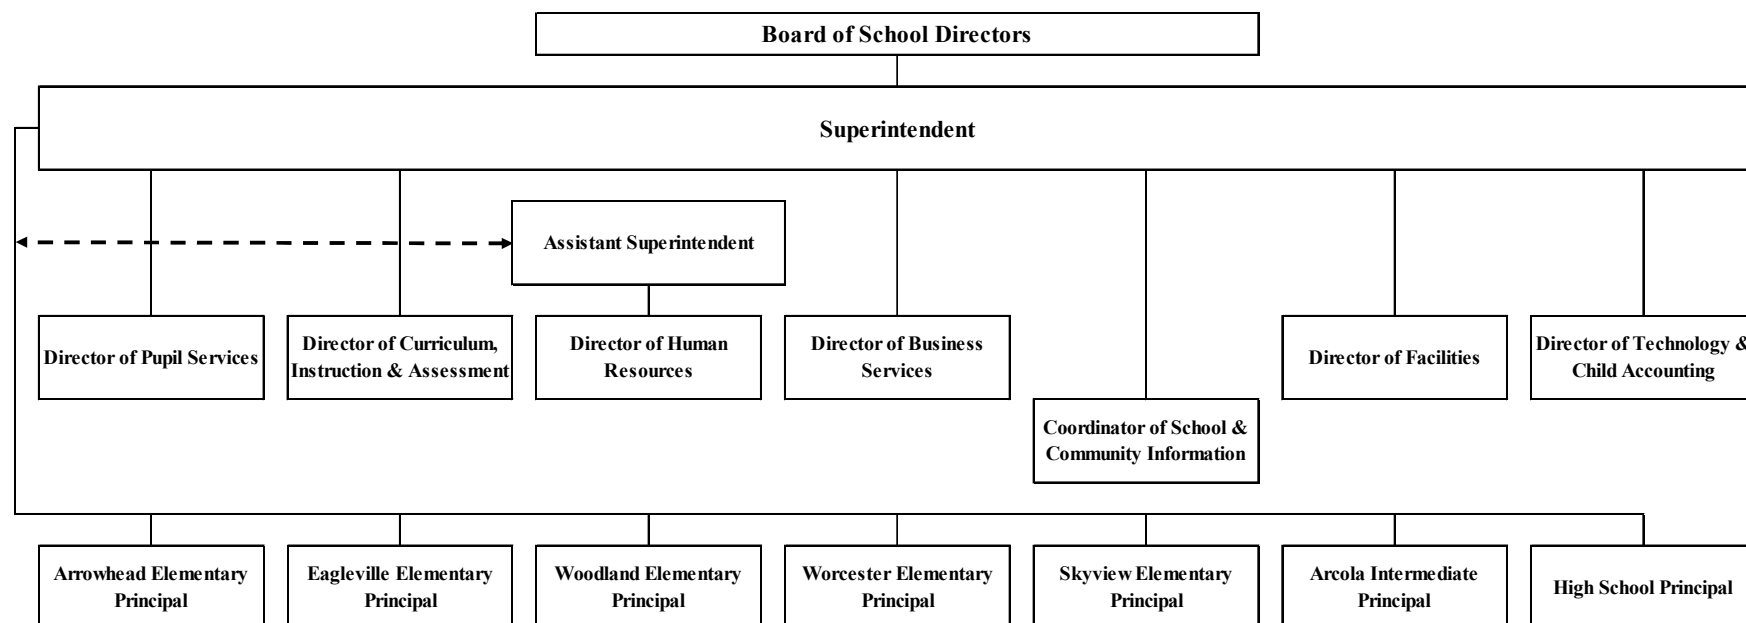 Board of School Directors
Superintendent
Assistant Superintendent
Director of Pupil Services
Director of Curriculum,
Instruction & Assessment
Director of Human
Resources
Director of Business
Services
Director of Facilities
Director of Technology &
Child Accounting
Coordinator of School &
Community Information
Arrowhead Elementary
Principal
Eagleville Elementary
Principal
Woodland Elementary
Principal
Worcester Elementary
Principal
Skyview Elementary
Principal
Arcola Intermediate
Principal
High School Principal